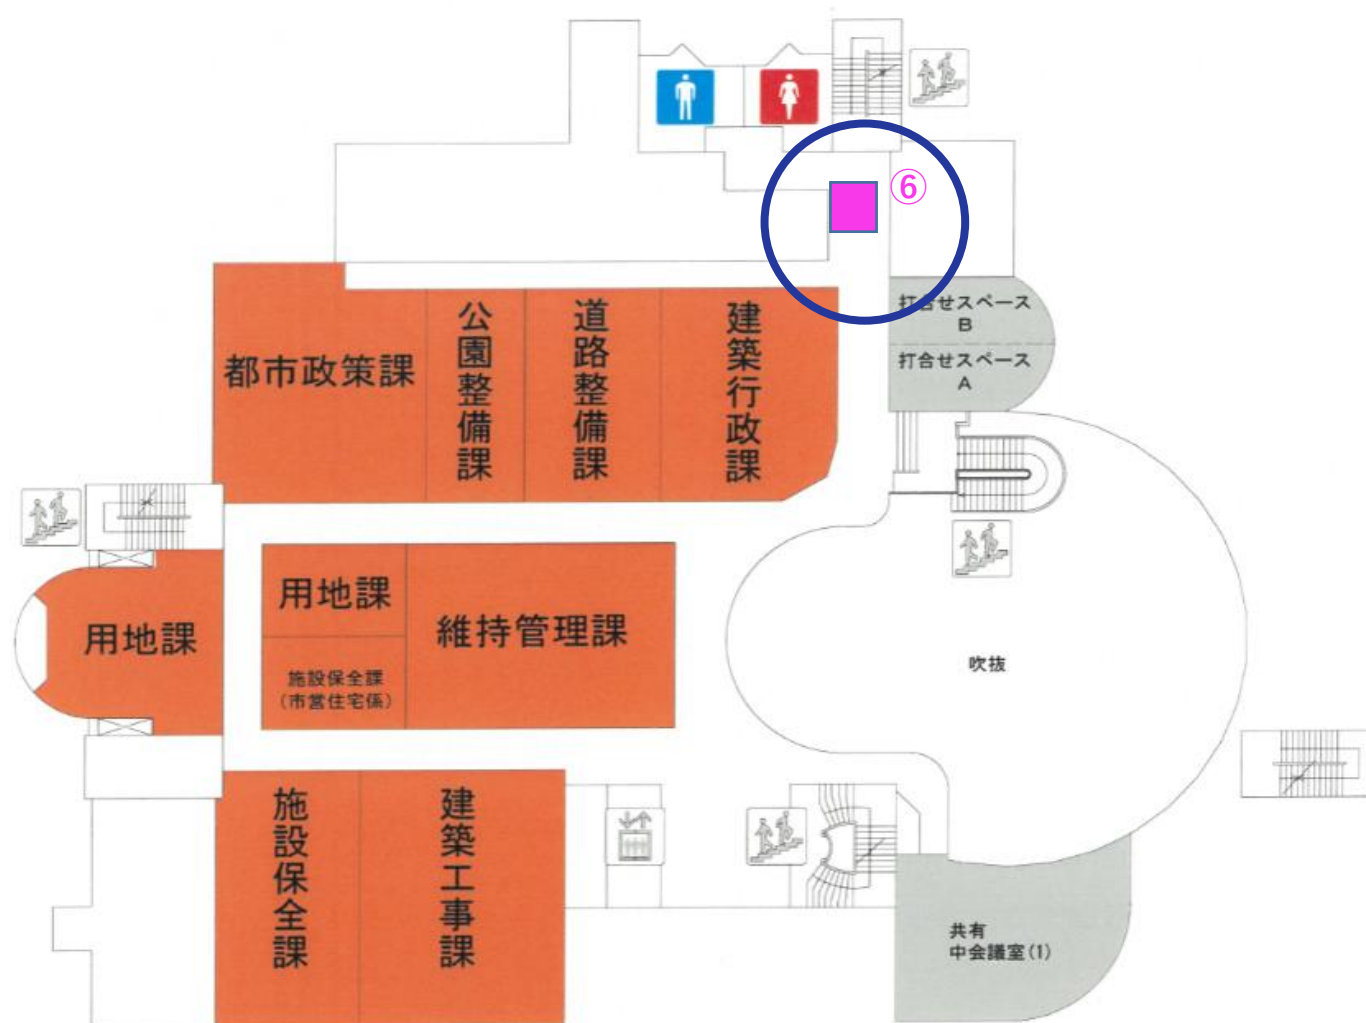 ⑥
打合せスペース
B
打合せスペース
A
都市政策課
公園整備課
道路整備課
建築行政課
用地課
用地課
維持管理課
施設保全課
(市営住宅係)
吹抜
施設保全課
建築工事課
共有
中会議室(1)